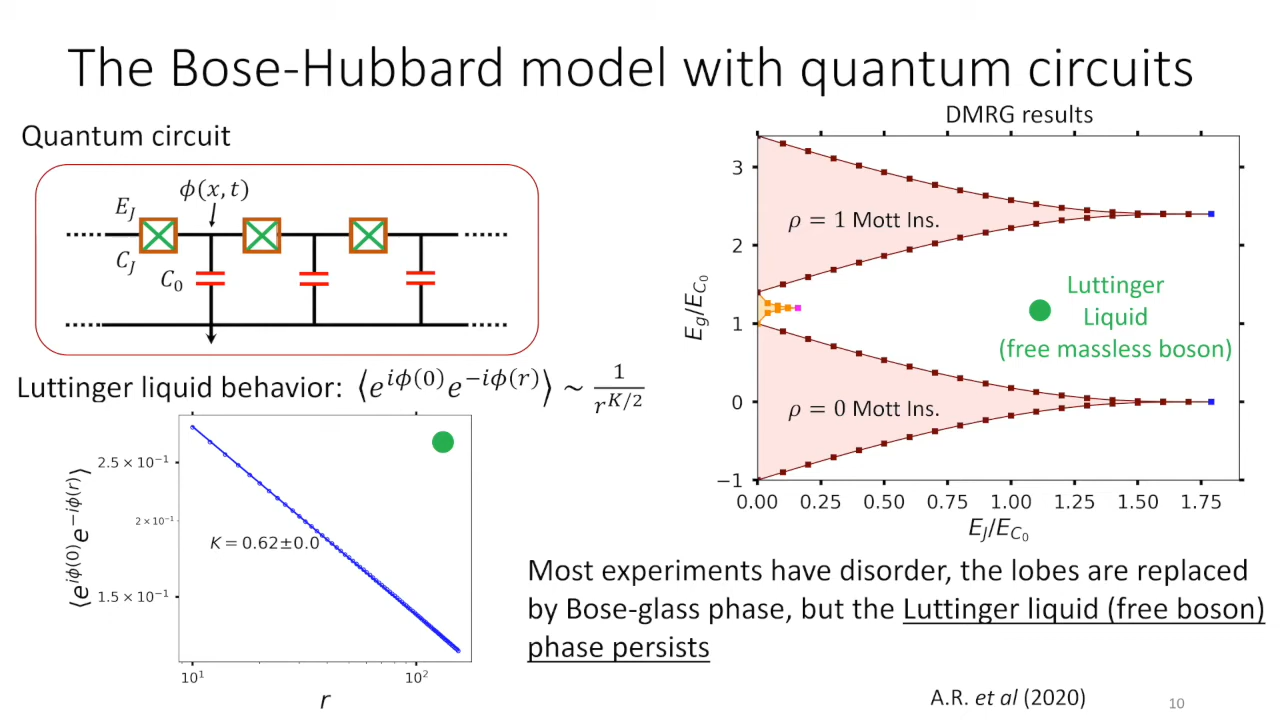 The Bose-Hubbard model with quantum circuits
Quantum circuit
ϕ(x, t)
E_J
C_J
C_0
Luttinger liquid behavior: ⟨e^{iϕ(0)}e^{−iϕ(r)}⟩ ~ 1/r^{K/2}
⟨e^{iϕ(0)}e^{−iϕ(r)}⟩
2.5 × 10^{−1}
2 × 10^{−1}
1.5 × 10^{−1}
K = 0.62±0.0
10^1
10^2
r
DMRG results
E_g/E_{C_0}
3
2
1
0
−1
ρ = 1 Mott Ins.
Luttinger
Liquid
(free massless boson)
ρ = 0 Mott Ins.
0.00 0.25 0.50 0.75 1.00 1.25 1.50 1.75
E_J/E_{C_0}
Most experiments have disorder, the lobes are replaced
by Bose-glass phase, but the Luttinger liquid (free boson)
phase persists
A.R. et al (2020)
10